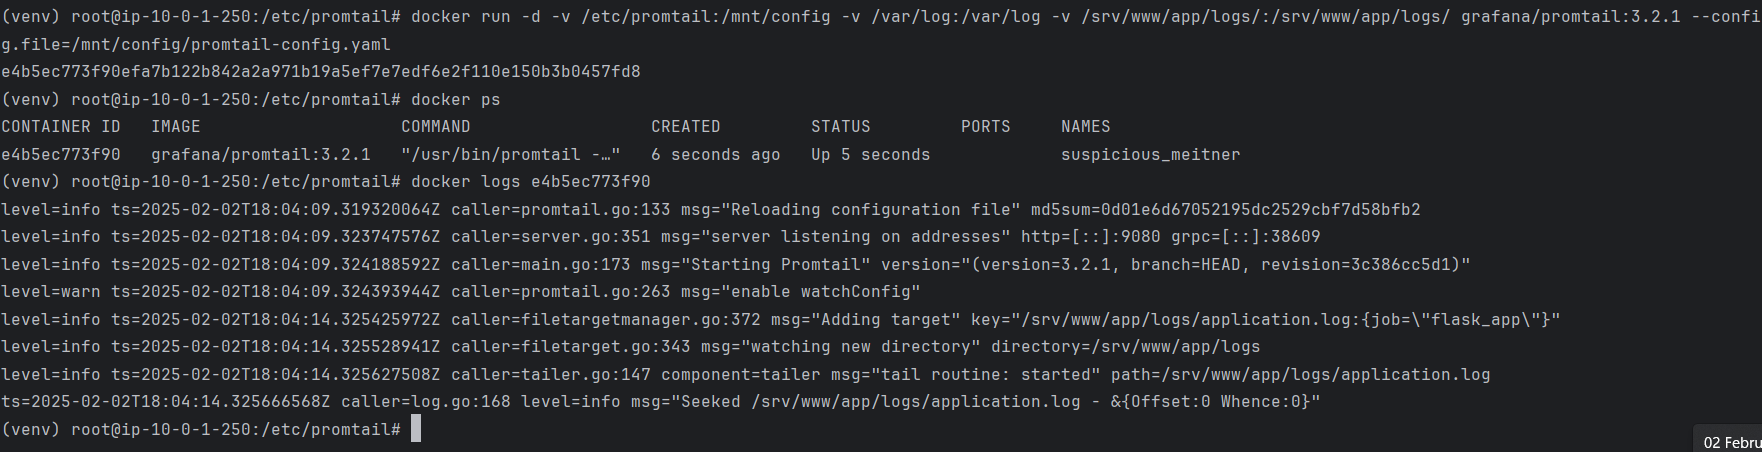 (venv) root@ip-10-0-1-250:/etc/promtail# docker run -d -v /etc/promtail:/mnt/config -v /var/log:/var/log -v /srv/www/app/logs/:/srv/www/app/logs/ grafana/promtail:3.2.1 --confi
g.file=/mnt/config/promtail-config.yaml
e4b5ec773f90efa7b122b842a2a971b19a5ef7e7edf6e2f110e150b3b0457fd8
(venv) root@ip-10-0-1-250:/etc/promtail# docker ps
CONTAINER ID   IMAGE                    COMMAND                  CREATED         STATUS         PORTS     NAMES
e4b5ec773f90   grafana/promtail:3.2.1   "/usr/bin/promtail -…"   6 seconds ago   Up 5 seconds             suspicious_meitner
(venv) root@ip-10-0-1-250:/etc/promtail# docker logs e4b5ec773f90
level=info ts=2025-02-02T18:04:09.319320064Z caller=promtail.go:133 msg="Reloading configuration file" md5sum=0d01e6d67052195dc2529cbf7d58bfb2
level=info ts=2025-02-02T18:04:09.323747576Z caller=server.go:351 msg="server listening on addresses" http=[::]:9080 grpc=[::]:38609
level=info ts=2025-02-02T18:04:09.324188592Z caller=main.go:173 msg="Starting Promtail" version="(version=3.2.1, branch=HEAD, revision=3c386cc5d1)"
level=warn ts=2025-02-02T18:04:09.324393944Z caller=promtail.go:263 msg="enable watchConfig"
level=info ts=2025-02-02T18:04:14.325425972Z caller=filetargetmanager.go:372 msg="Adding target" key="/srv/www/app/logs/application.log:{job=\"flask_app\"}"
level=info ts=2025-02-02T18:04:14.325528941Z caller=filetarget.go:343 msg="watching new directory" directory=/srv/www/app/logs
level=info ts=2025-02-02T18:04:14.325627508Z caller=tailer.go:147 component=tailer msg="tail routine: started" path=/srv/www/app/logs/application.log
ts=2025-02-02T18:04:14.325666568Z caller=log.go:168 level=info msg="Seeked /srv/www/app/logs/application.log - &{Offset:0 Whence:0}"
(venv) root@ip-10-0-1-250:/etc/promtail#
02 Febru